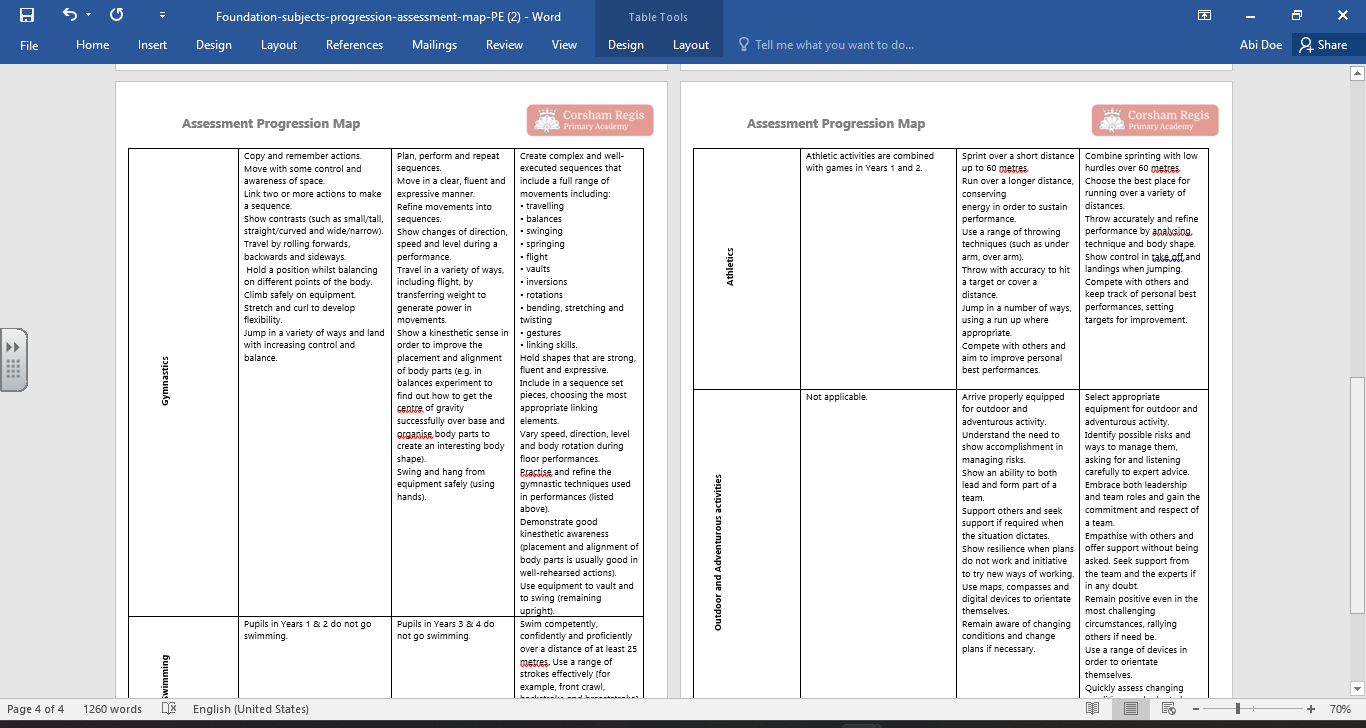 Foundation-subjects-progression-assessment-map-PE (2) - Word
Table Tools
File
Home
Insert
Design
Layout
References
Mailings
Review
View
Design
Layout
Tell me what you want to do...
Abi Doe
Share
Assessment Progression Map
Corsham Regis
Primary Academy
Gymnastics
Copy and remember actions.
Move with some control and
awareness of space.
Link two or more actions to make
a sequence.
Show contrasts (such as small/tall,
straight/curved and wide/narrow).
Travel by rolling forwards,
backwards and sideways.
Hold a position whilst balancing
on different points of the body.
Climb safely on equipment.
Stretch and curl to develop
flexibility.
Jump in a variety of ways and land
with increasing control and
balance.
Plan, perform and repeat
sequences.
Move in a clear, fluent and
expressive manner.
Refine movements into
sequences.
Show changes of direction,
speed and level during a
performance.
Travel in a variety of ways,
including flight, by
transferring weight to
generate power in
movements.
Show a kinesthetic sense in
order to improve the
placement and alignment
of body parts (e.g. in
balances experiment to
find out how to get the
centre of gravity
successfully over base and
organise body parts to
create an interesting body
shape).
Swing and hang from
equipment safely (using
hands).
Create complex and well-
executed sequences that
include a full range of
movements including:
• travelling
• balances
• swinging
• springing
• flight
• vaults
• inversions
• rotations
• bending, stretching and
twisting
• gestures
• linking skills.
Hold shapes that are strong,
fluent and expressive.
Include in a sequence set
pieces, choosing the most
appropriate linking
elements.
Vary speed, direction, level
and body rotation during
floor performances.
Practise and refine the
gymnastic techniques used
in performances (listed
above).
Demonstrate good
kinesthetic awareness
(placement and alignment of
body parts is usually good in
well-rehearsed actions).
Use equipment to vault and
to swing (remaining
upright).
Swimming
Pupils in Years 1 & 2 do not go
swimming.
Pupils in Years 3 & 4 do
not go swimming.
Swim competently,
confidently and proficiently
over a distance of at least 25
metres. Use a range of
strokes effectively [for
example, front crawl,
backstroke and breaststroke]
Assessment Progression Map
Corsham Regis
Primary Academy
Athletics
Athletic activities are combined
with games in Years 1 and 2.
Sprint over a short distance
up to 60 metres.
Run over a longer distance,
conserving
energy in order to sustain
performance.
Use a range of throwing
techniques (such as under
arm, over arm).
Throw with accuracy to hit
a target or cover a
distance.
Jump in a number of ways,
using a run up where
appropriate.
Compete with others and
aim to improve personal
best performances.
Combine sprinting with low
hurdles over 60 metres.
Choose the best place for
running over a variety of
distances.
Throw accurately and refine
performance by analysing
technique and body shape.
Show control in take off and
landings when jumping.
Compete with others and
keep track of personal best
performances, setting
targets for improvement.
Outdoor and Adventurous activities
Not applicable.
Arrive properly equipped
for outdoor and
adventurous activity.
Understand the need to
show accomplishment in
managing risks.
Show an ability to both
lead and form part of a
team.
Support others and seek
support if required when
the situation dictates.
Show resilience when plans
do not work and initiative
to try new ways of working.
Use maps, compasses and
digital devices to orientate
themselves.
Remain aware of changing
conditions and change
plans if necessary.
Select appropriate
equipment for outdoor and
adventurous activity.
Identify possible risks and
ways to manage them,
asking for and listening
carefully to expert advice.
Embrace both leadership
and team roles and gain the
commitment and respect of
a team.
Empathise with others and
offer support without being
asked. Seek support from
the team and the experts if
in any doubt.
Remain positive even in the
most challenging
circumstances, rallying
others if need be.
Use a range of devices in
order to orientate
themselves.
Quickly assess changing
Page 4 of 4
1260 words
English (United States)
70%